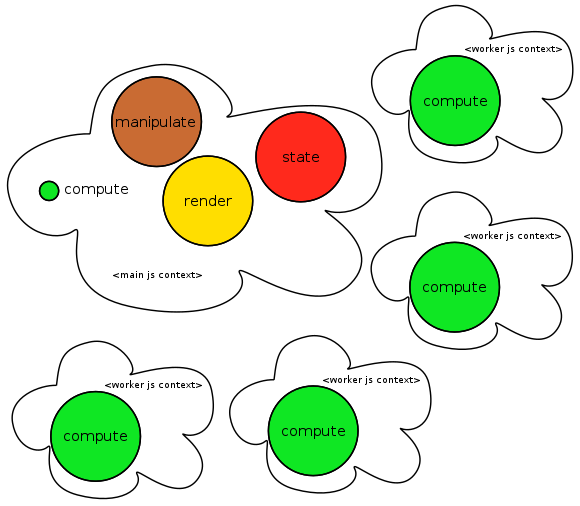 <worker js context>
compute
manipulate
state
compute
render
<main js context>
<worker js context>
compute
<worker js context>
compute
<worker js context>
compute